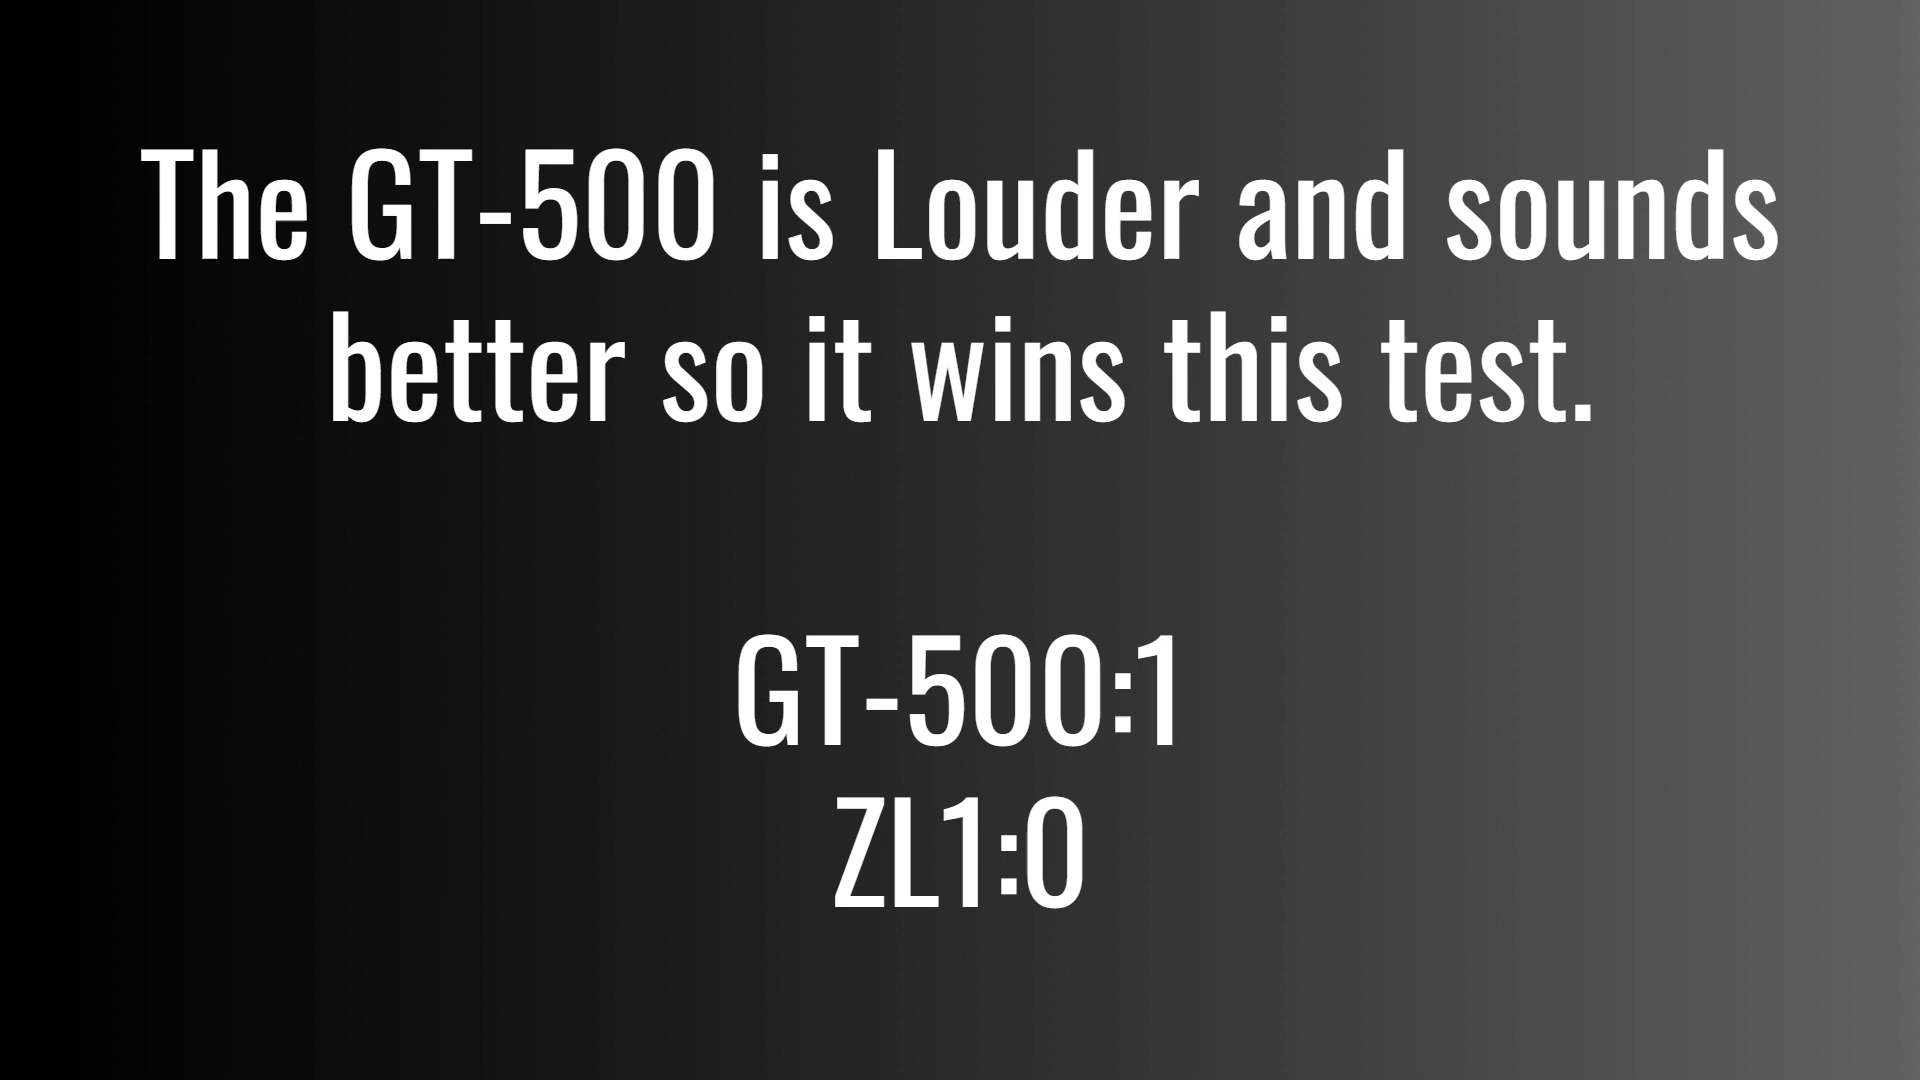 The GT-500 is Louder and sounds
better so it wins this test.
GT-500:1
ZL1:0